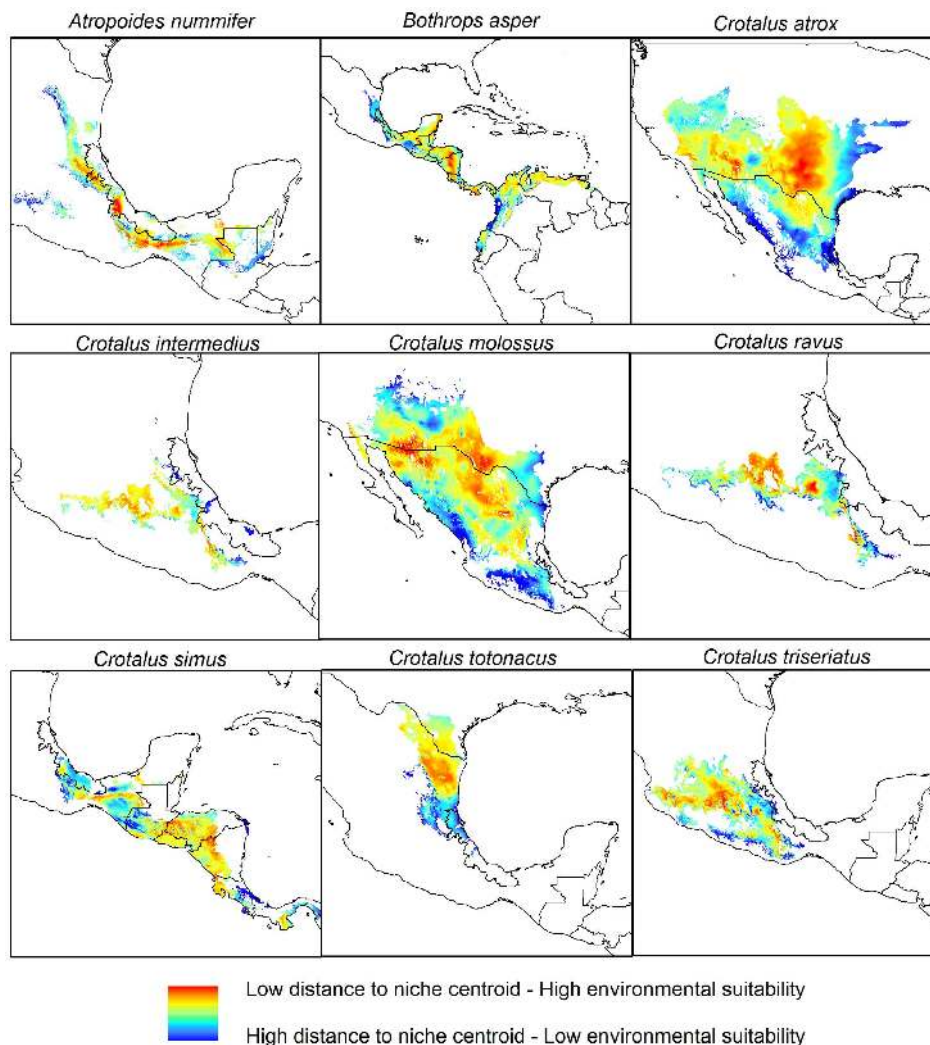 Atropoides nummifer
Bothrops asper
Crotalus atrox
Crotalus intermedius
Crotalus molossus
Crotalus ravus
Crotalus simus
Crotalus totonacus
Crotalus triseriatus
Low distance to niche centroid - High environmental suitability
High distance to niche centroid - Low environmental suitability